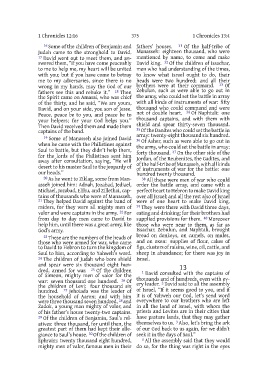 1 Chronicles 12:16
375
1 Chronicles 13:4
16 Some of the children of Benjamin and
Judah came to the stronghold to David.
17 David went out to meet them, and an-
swered them, "If you have come peaceably
to me to help me, my heart will be united
with you; but if you have come to betray
me to my adversaries, since there is no
wrong in my hands, may the God of our
fathers see this and rebuke it." 18 Then
the Spirit came on Amasai, who was chief
of the thirty, and he said, "We are yours,
David, and on your side, you son of Jesse.
Peace, peace be to you, and peace be to
your helpers; for your God helps you."
Then David received them and made them
captains of the band.
19 Some of Manasseh also joined David
when he came with the Philistines against
Saul to battle, but they didn't help them;
for the lords of the Philistines sent him
away after consultation, saying, "He will
desert to his master Saul to the jeopardy of
our heads."
20 As he went to Ziklag, some from Man-
asseh joined him: Adnah, Jozabad, Jediael,
Michael, Jozabad, Elihu, and Zillethai, cap-
tains of thousands who were of Manasseh.
21 They helped David against the band of
raiders, for they were all mighty men of
valor and were captains in the army. 22 For
from day to day men came to David to
help him, until there was a great army, like
God's army.
23 These are the numbers of the heads of
those who were armed for war, who came
to David to Hebron to turn the kingdom of
Saul to him, according to Yahweh's word.
24 The children of Judah who bore shield
and spear were six thousand eight hun-
dred, armed for war. 25 Of the children
of Simeon, mighty men of valor for the
war: seven thousand one hundred. 26 Of
the children of Levi: four thousand six
hundred. 27 Jehoiada was the leader of
the household of Aaron; and with him
were three thousand seven hundred, 28 and
Zadok, a young man mighty of valor, and
of his father's house twenty-two captains.
29 Of the children of Benjamin, Saul's rel-
atives: three thousand, for until then, the
greatest part of them had kept their alle-
giance to Saul's house. 30 Of the children of
Ephraim: twenty thousand eight hundred,
mighty men of valor, famous men in their
fathers' houses. 31 Of the half-tribe of
Manasseh: eighteen thousand, who were
mentioned by name, to come and make
David king. 32 Of the children of Issachar,
men who had understanding of the times,
to know what Israel ought to do, their
heads were two hundred; and all their
brothers were at their command. 33 Of
Zebulun, such as were able to go out in
the army, who could set the battle in array
with all kinds of instruments of war: fifty
thousand who could command and were
not of double heart. 34 Of Naphtali: one
thousand captains, and with them with
shield and spear thirty-seven thousand.
35 Of the Danites who could set the battle in
array: twenty-eight thousand six hundred.
36 Of Asher, such as were able to go out in
the army, who could set the battle in array:
forty thousand. 37 On the other side of the
Jordan, of the Reubenites, the Gadites, and
of the half-tribe of Manasseh, with all kinds
of instruments of war for the battle: one
hundred twenty thousand.
38 All these were men of war who could
order the battle array, and came with a
perfect heart to Hebron to make David king
over all Israel; and all the rest also of Israel
were of one heart to make David king.
39 They were there with David three days,
eating and drinking; for their brothers had
supplied provisions for them. 40 Moreover
those who were near to them, as far as
Issachar, Zebulun, and Naphtali, brought
bread on donkeys, on camels, on mules,
and on oxen: supplies of flour, cakes of
figs, clusters of raisins, wine, oil, cattle, and
sheep in abundance; for there was joy in
Israel.
13
1 David consulted with the captains of
thousands and of hundreds, even with ev-
ery leader. 2 David said to all the assembly
of Israel, "If it seems good to you, and if
it is of Yahweh our God, let's send word
everywhere to our brothers who are left
in all the land of Israel, with whom the
priests and Levites are in their cities that
have pasture lands, that they may gather
themselves to us. 3 Also, let's bring the ark
of our God back to us again, for we didn't
seek it in the days of Saul."
4 All the assembly said that they would
do so, for the thing was right in the eyes